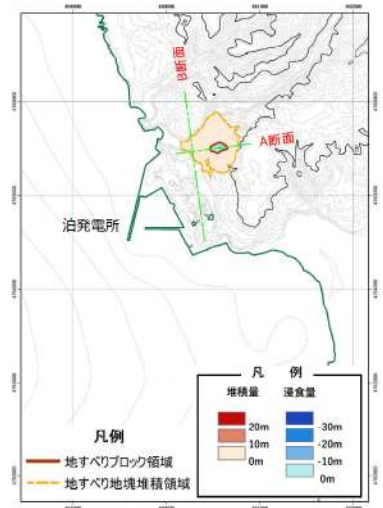 B断面
A断面
泊発電所
凡例
地すべりブロック領域
地すべり地塊堆積領域
凡 例
堆積量 浸食量
20m
10m
0m
-30m
-20m
-10m
0m